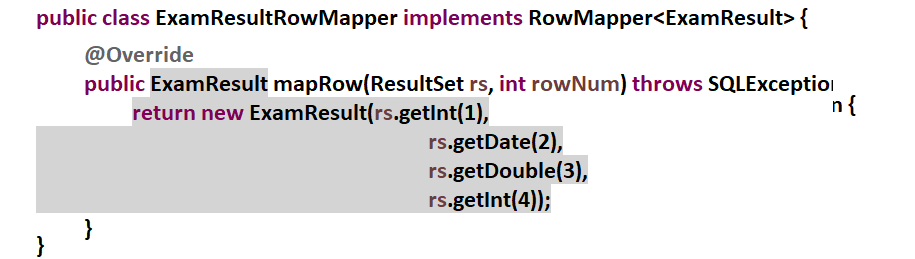 public class ExamResultRowMapper implements RowMapper<ExamResult> {
@Override
public ExamResult mapRow(ResultSet rs, int rowNum) throws SQLException
n {
return new ExamResult(rs.getInt(1),
rs.getDate(2),
rs.getDouble(3),
rs.getInt(4));
}
}